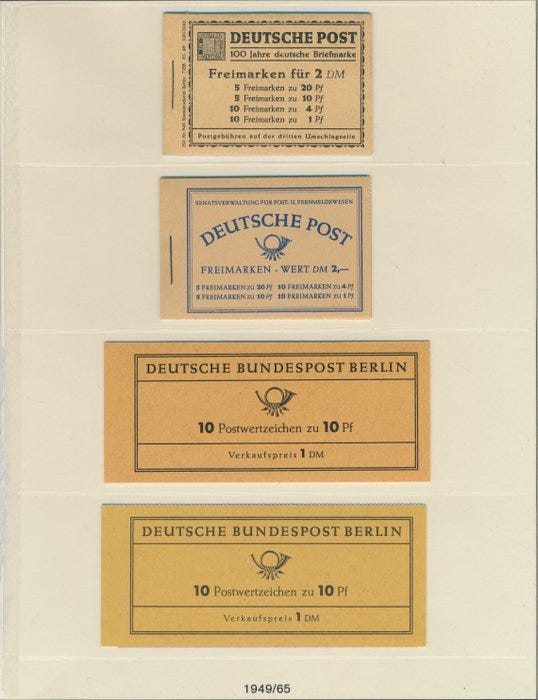 DEUTSCHE POST
100 Jahre deutsche Briefmarke
Freimarken für 2 DM
5 Freimarken zu 20 Pf
5 Freimarken zu 10 Pf
10 Freimarken zu 4 Pf
10 Freimarken zu 1 Pf
Postgebühren auf der dritten Umschlagseite
SENATSVERWALTUNG FÜR POST- U. FERNMELDEWESEN
DEUTSCHE POST
FREIMARKEN · WERT DM 2,—
5 FREIMARKEN ZU 20 Pf 10 FREIMARKEN ZU 4 Pf
5 FREIMARKEN ZU 10 Pf 10 FREIMARKEN ZU 1 Pf
DEUTSCHE BUNDESPOST BERLIN
10 Postwertzeichen zu 10 Pf
Verkaufspreis 1 DM
DEUTSCHE BUNDESPOST BERLIN
10 Postwertzeichen zu 10 Pf
Verkaufspreis 1 DM
1949/65